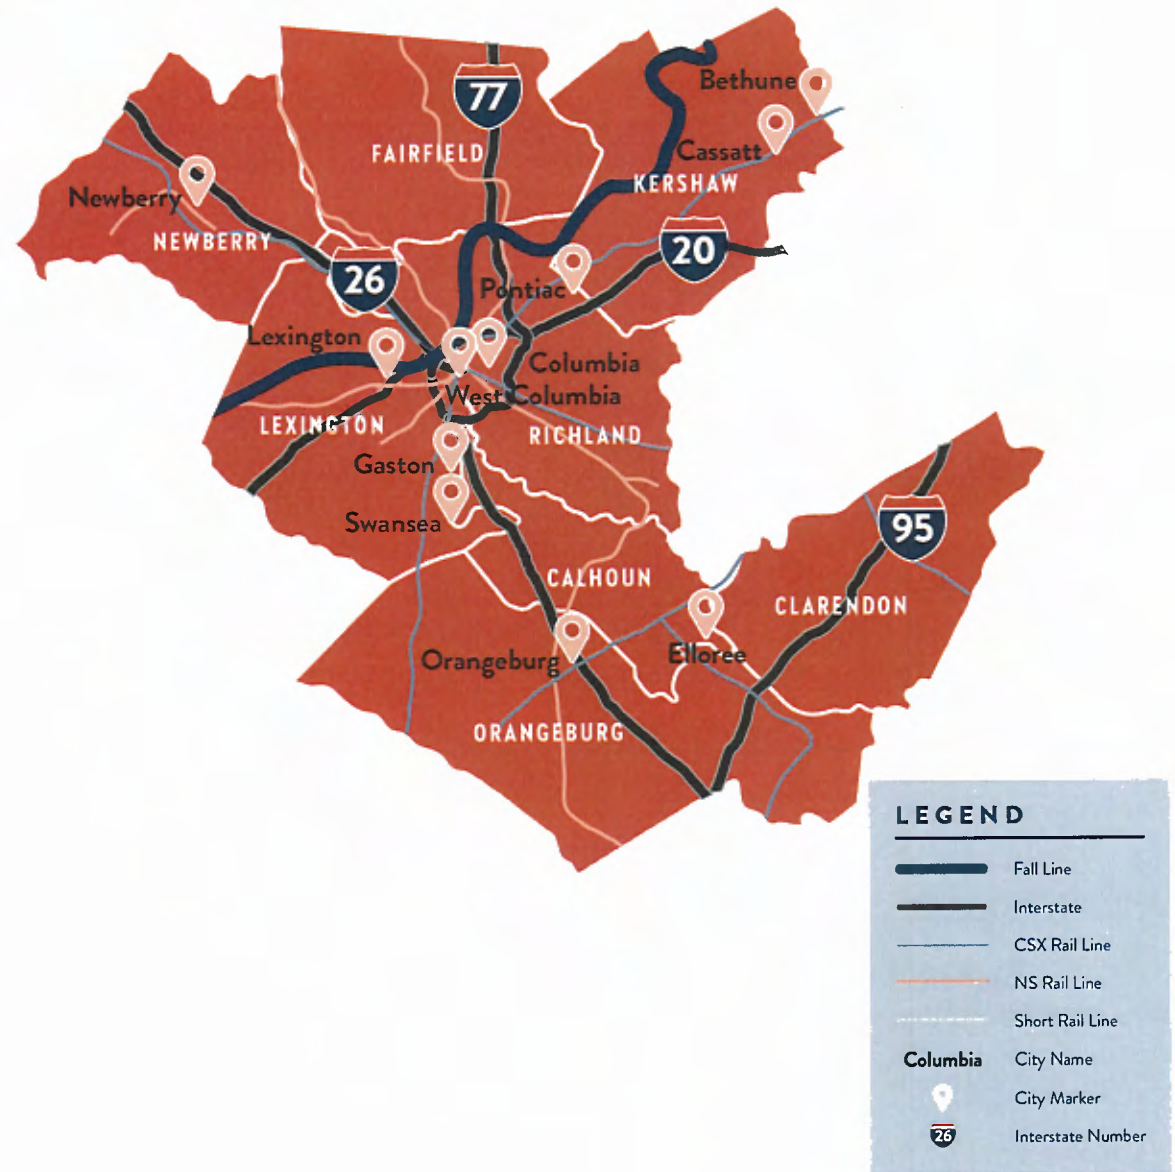 77
Bethune
FAIRFIELD
Cassatt
KERSHAW
Newberry
NEWBERRY
20
26
Pontiac
Lexington
Columbia
West Columbia
LEXINGTON
RICHLAND
Gaston
Swansea
95
CALHOUN
CLARENDON
Orangeburg
Elloree
ORANGEBURG
LEGEND
Fall Line
Interstate
CSX Rail Line
NS Rail Line
Short Rail Line
Columbia City Name
City Marker
26 Interstate Number